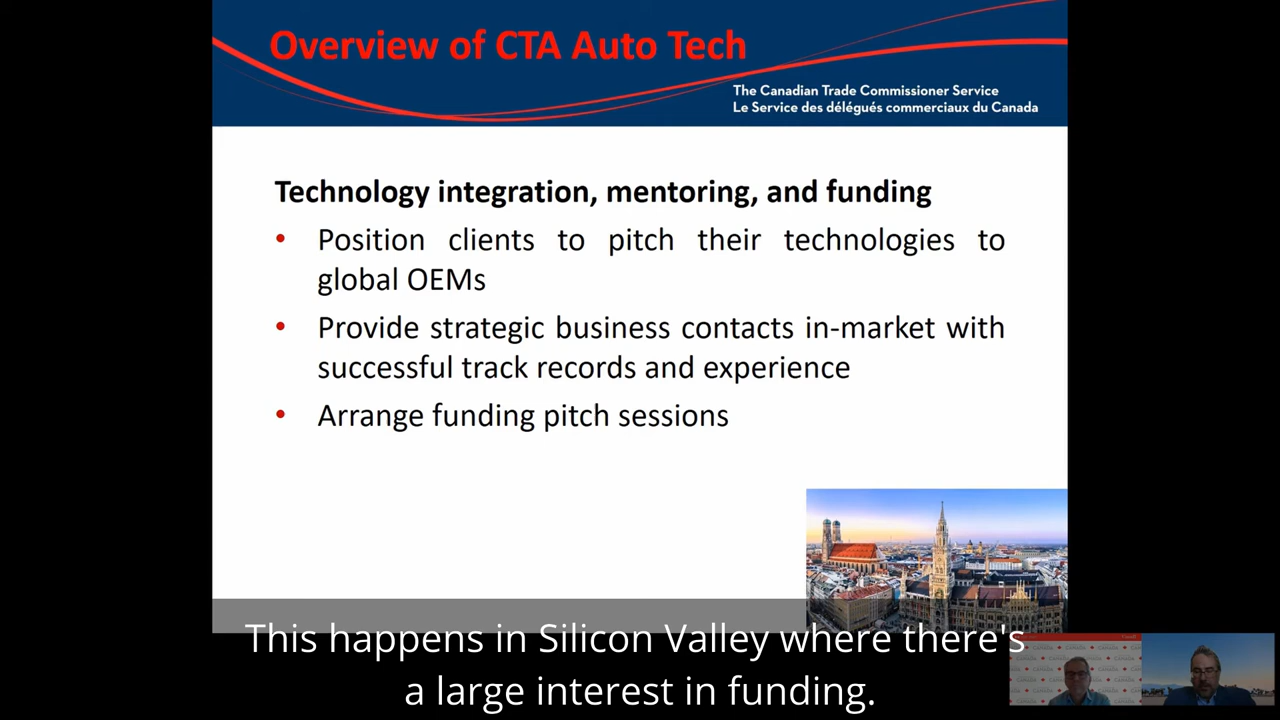 Overview of CTA Auto Tech
The Canadian Trade Commissioner Service
Le Service des délégués commerciaux du Canada
Technology integration, mentoring, and funding
• Position clients to pitch their technologies to
global OEMs
• Provide strategic business contacts in-market with
successful track records and experience
• Arrange funding pitch sessions
This happens in Silicon Valley where there's
a large interest in funding.